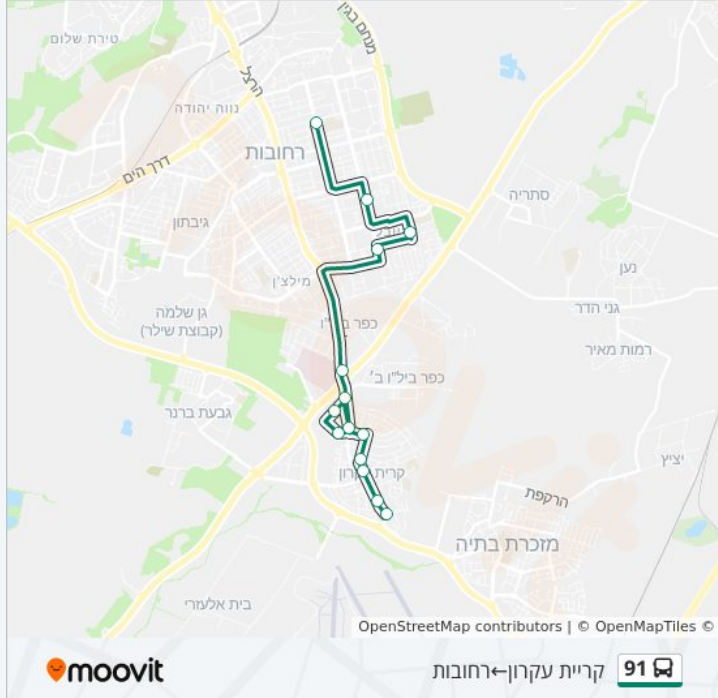 מנחם בגין
טירת שלום
הרצל
נווה יהודה
רחובות
דרך הים
סתריה
גיבתון
נען
מילצ'ן
גני הדר
גן שלמה
(קבוצת שילר)
כפר ביל"ו
רמות מאיר
כפר ביל"ו ב'
גבעת ברנר
יציץ
קרית עקרון
הרקפת
מזכרת בתיה
בית אלעזרי
OpenStreetMap contributors | © OpenMapTiles ©
moovit
קריית עקרון←רחובות
91